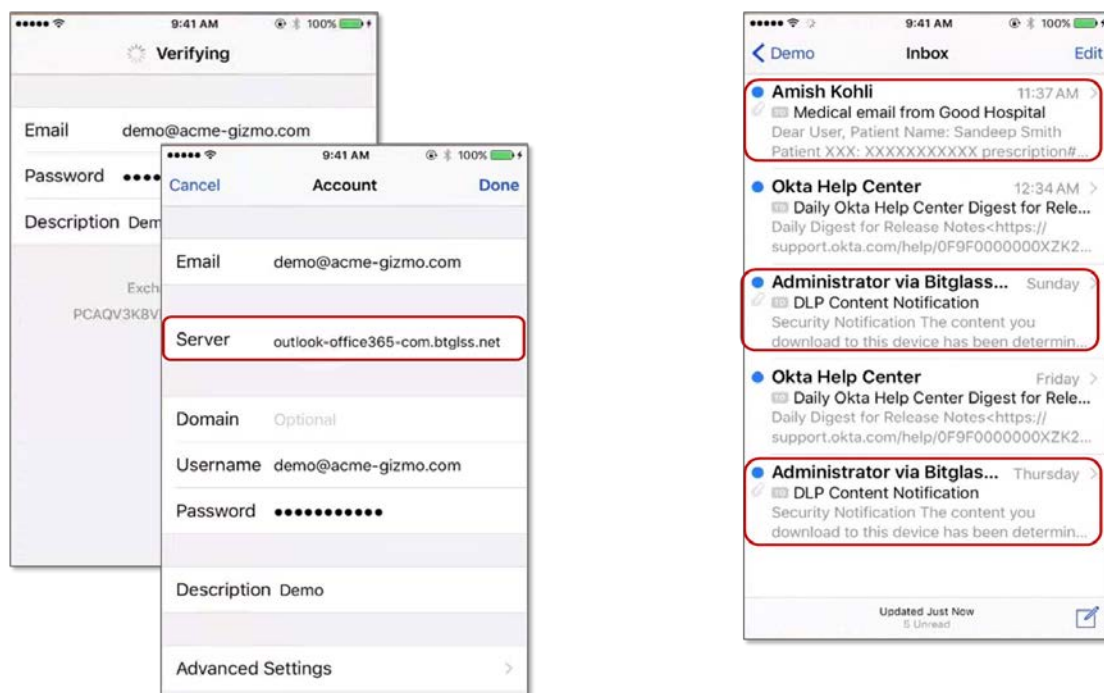 9:41 AM 100%
Verifying
Email demo@acme-gizmo.com
Password
Description Dem
Exch
PCAQV3K8V
9:41 AM 100%
Cancel Account Done
Email demo@acme-gizmo.com
Server outlook-office365-com.btglss.net
Domain Optional
Username demo@acme-gizmo.com
Password ●●●●●●●●●●●
Description Demo
Advanced Settings
9:41 AM 100%
Demo Inbox Edit
Amish Kohli 11:37 AM
TO Medical email from Good Hospital
Dear User, Patient Name: Sandeep Smith
Patient XXX: XXXXXXXXXXX prescription#...
Okta Help Center 12:34 AM
TO Daily Okta Help Center Digest for Rele...
Daily Digest for Release Notes<https://
support.okta.com/help/0F9F0000000XZK2...
Administrator via Bitglass... Sunday
TO DLP Content Notification
Security Notification The content you
download to this device has been determin...
Okta Help Center Friday
TO Daily Okta Help Center Digest for Rele...
Daily Digest for Release Notes<https://
support.okta.com/help/0F9F0000000XZK2...
Administrator via Bitglas... Thursday
TO DLP Content Notification
Security Notification The content you
download to this device has been determin...
Updated Just Now
5 Unread